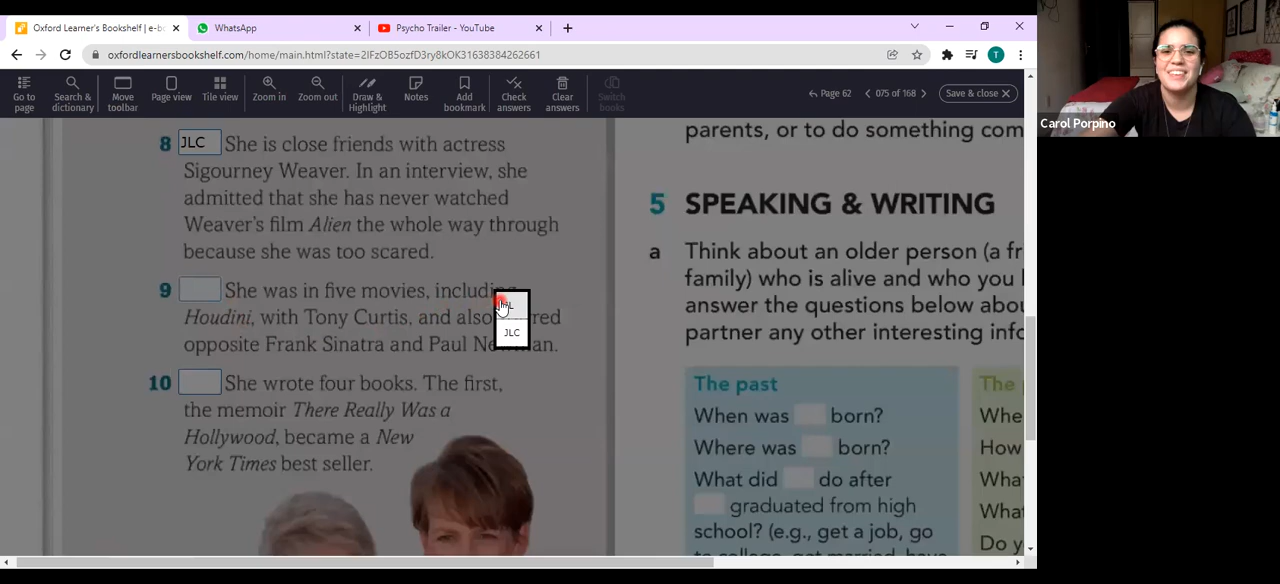 Oxford Learner's Bookshelf | e-bo
WhatsApp
Psycho Trailer - YouTube
oxfordlearnersbookshelf.com/home/main.html?state=2IFzOB5ozfD3ry8kOK31638384262661
Go to page
Search & dictionary
Move toolbar
Page view
Tile view
Zoom in
Zoom out
Draw & Highlight
Notes
Add bookmark
Check answers
Clear answers
Switch books
Page 62
075 of 168
Save & close
T
Carol Porpino
8 JLC She is close friends with actress
Sigourney Weaver. In an interview, she
admitted that she has never watched
Weaver's film Alien the whole way through
because she was too scared.
9 She was in five movies, including
Houdini, with Tony Curtis, and also
opposite Frank Sinatra and Paul
JLC
10 She wrote four books. The first,
the memoir There Really Was a
Hollywood, became a New
York Times best seller.
parents, or to do something com
5 SPEAKING & WRITING
a Think about an older person (a fr
family) who is alive and who you
answer the questions below abou
partner any other interesting info
The past
When was born?
Where was born?
What did do after
graduated from high
school? (e.g., get a job, go
to college, get married, have
The p
Whe
How
What
What
Do y